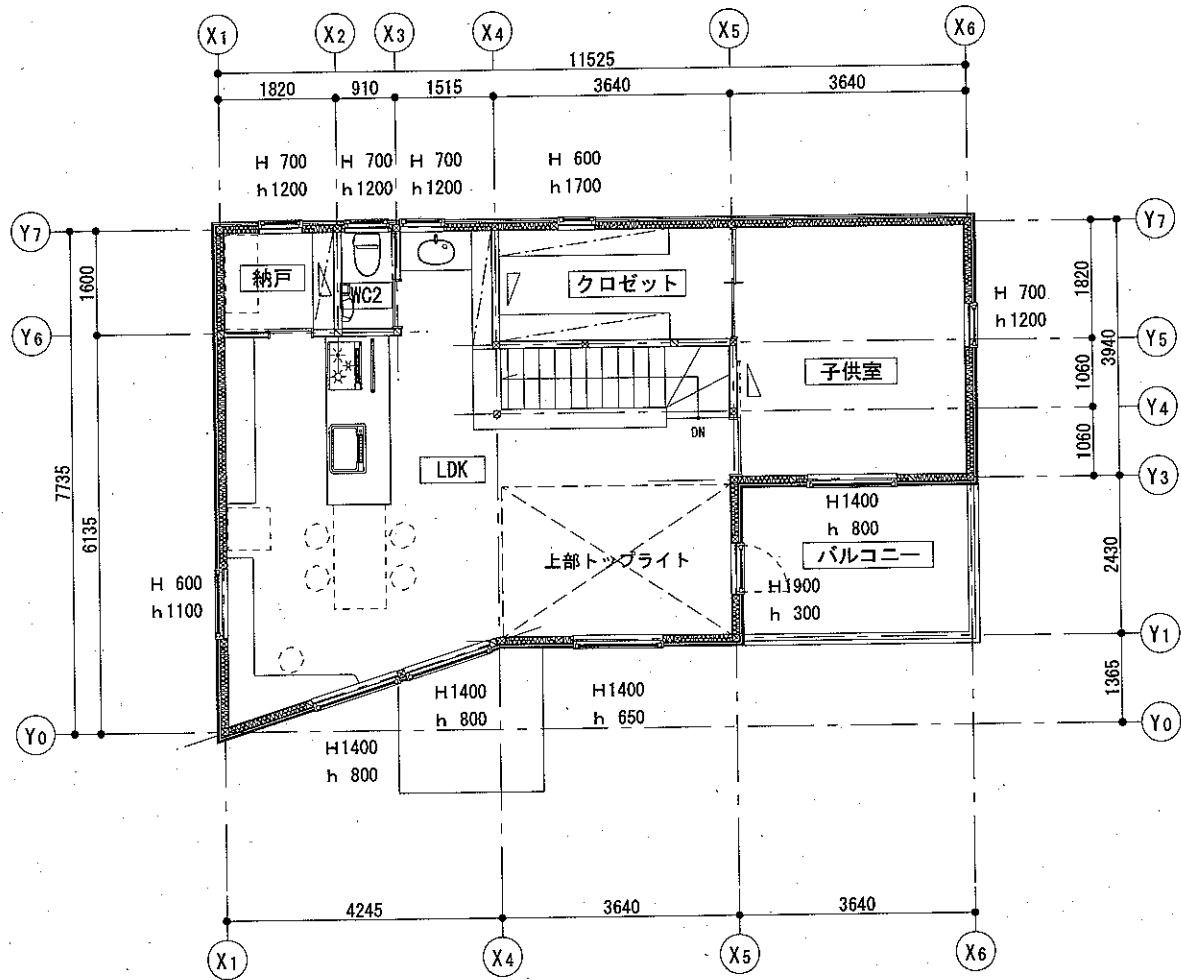 X1 X2 X3 X4 X5 X6
11525
1820 910 1515 3640 3640
H 700 H 700 H 700 H 600
h1200 h1200 h1200 h1700
Y7 Y7
1600 1820
納戸 WC2 クロゼット
H 700
h1200
Y6 Y5
3940
子供室
1060
Y4
DN
1060
LDK
Y3
7735
6135
H1400
h 800
バルコニー
上部トップライト
2430
H 600
h1100
H1900
h 300
Y1
1365
H1400
h 800
H1400
h 650
Y0 Y0
H1400
h 800
4245 3640 3640
X1 X4 X5 X6